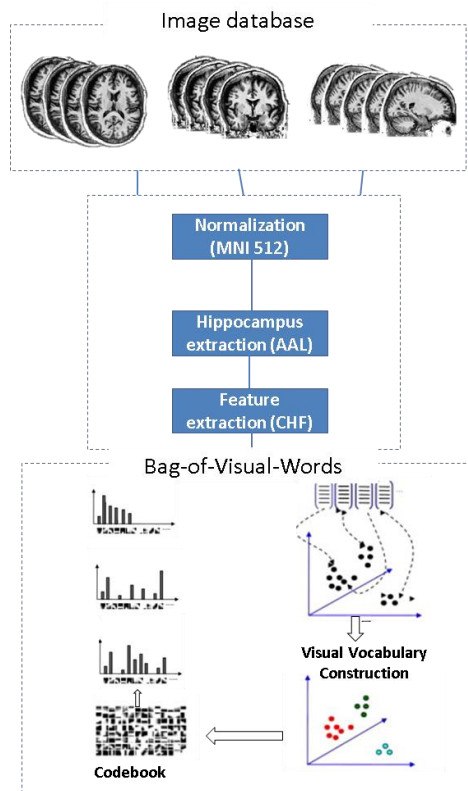 Image database
Normalization
(MNI 512)
Hippocampus
extraction (AAL)
Feature
extraction (CHF)
Bag-of-Visual-Words
Visual Vocabulary
Construction
Codebook